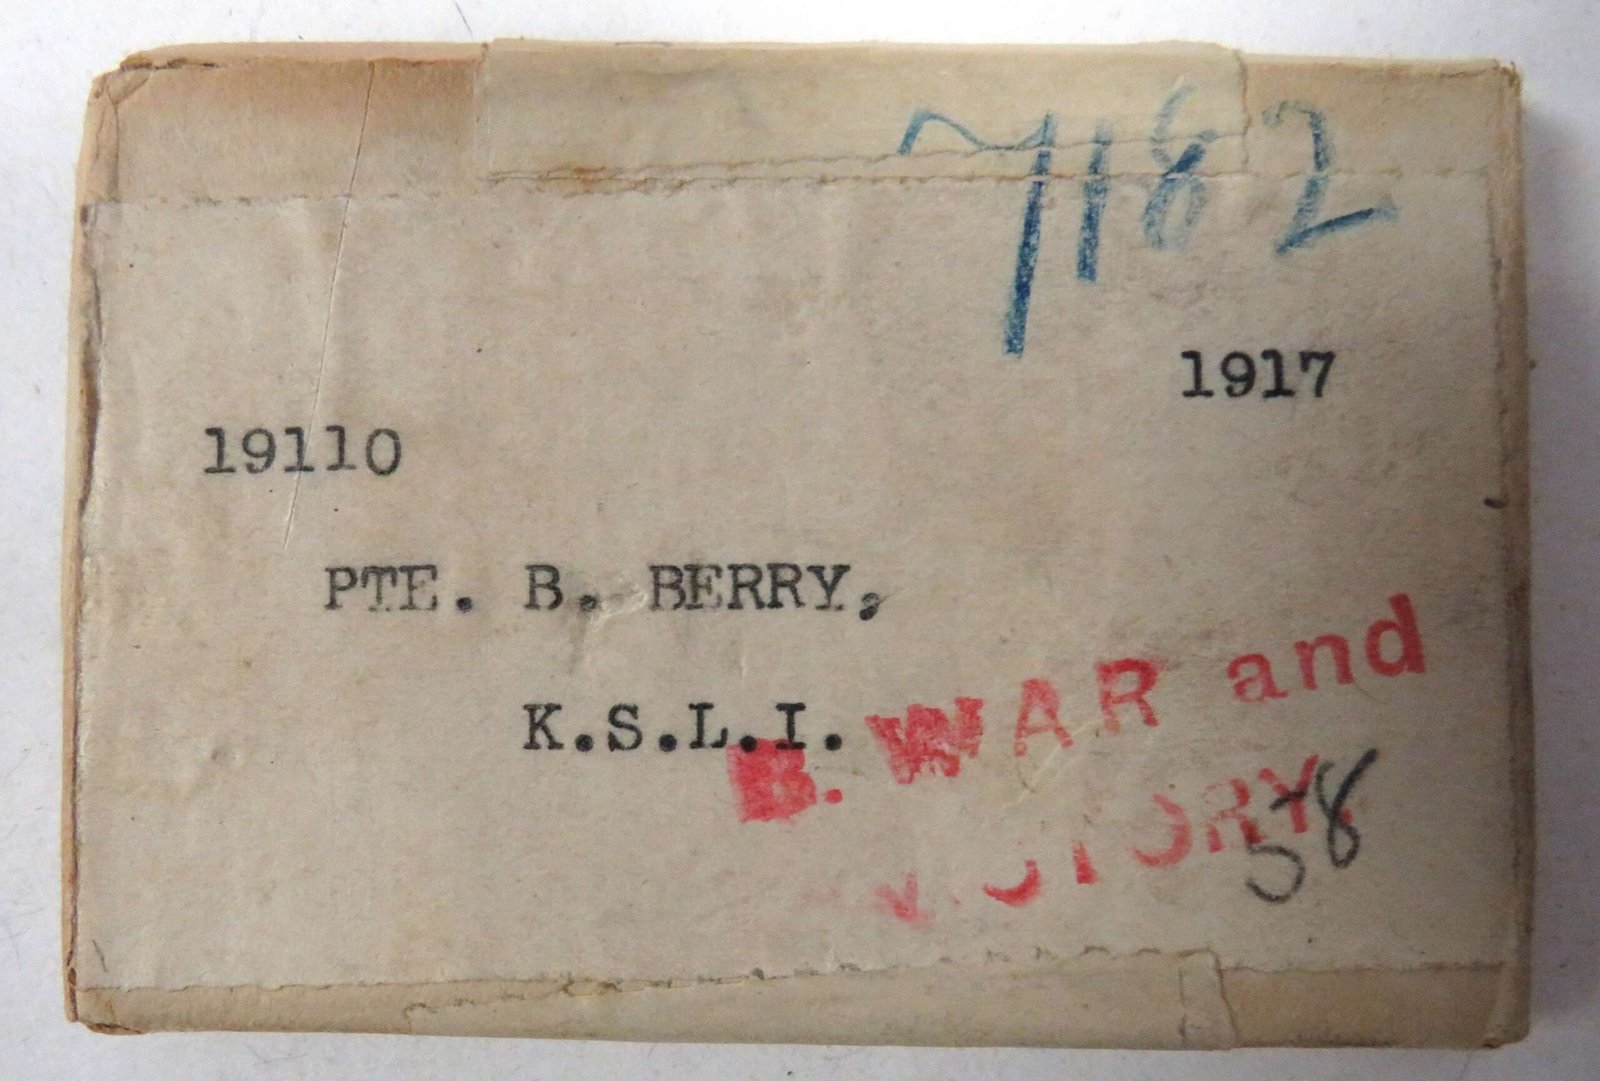 7182
1917
19110
PTE. B. BERRY,
K.S.L.I.
B. WAR and
VICTORY.
58